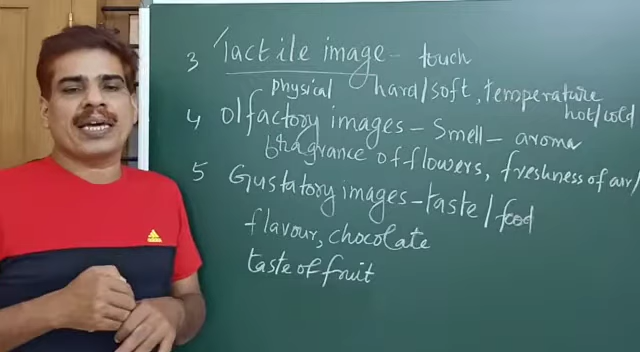 3 Tactile image - touch
physical hard/soft, temperature
hot/cold
4 Olfactory images - Smell - aroma
fragrance of flowers, freshness of air/
5 Gustatory images - taste/food
flavour, chocolate
taste of fruit